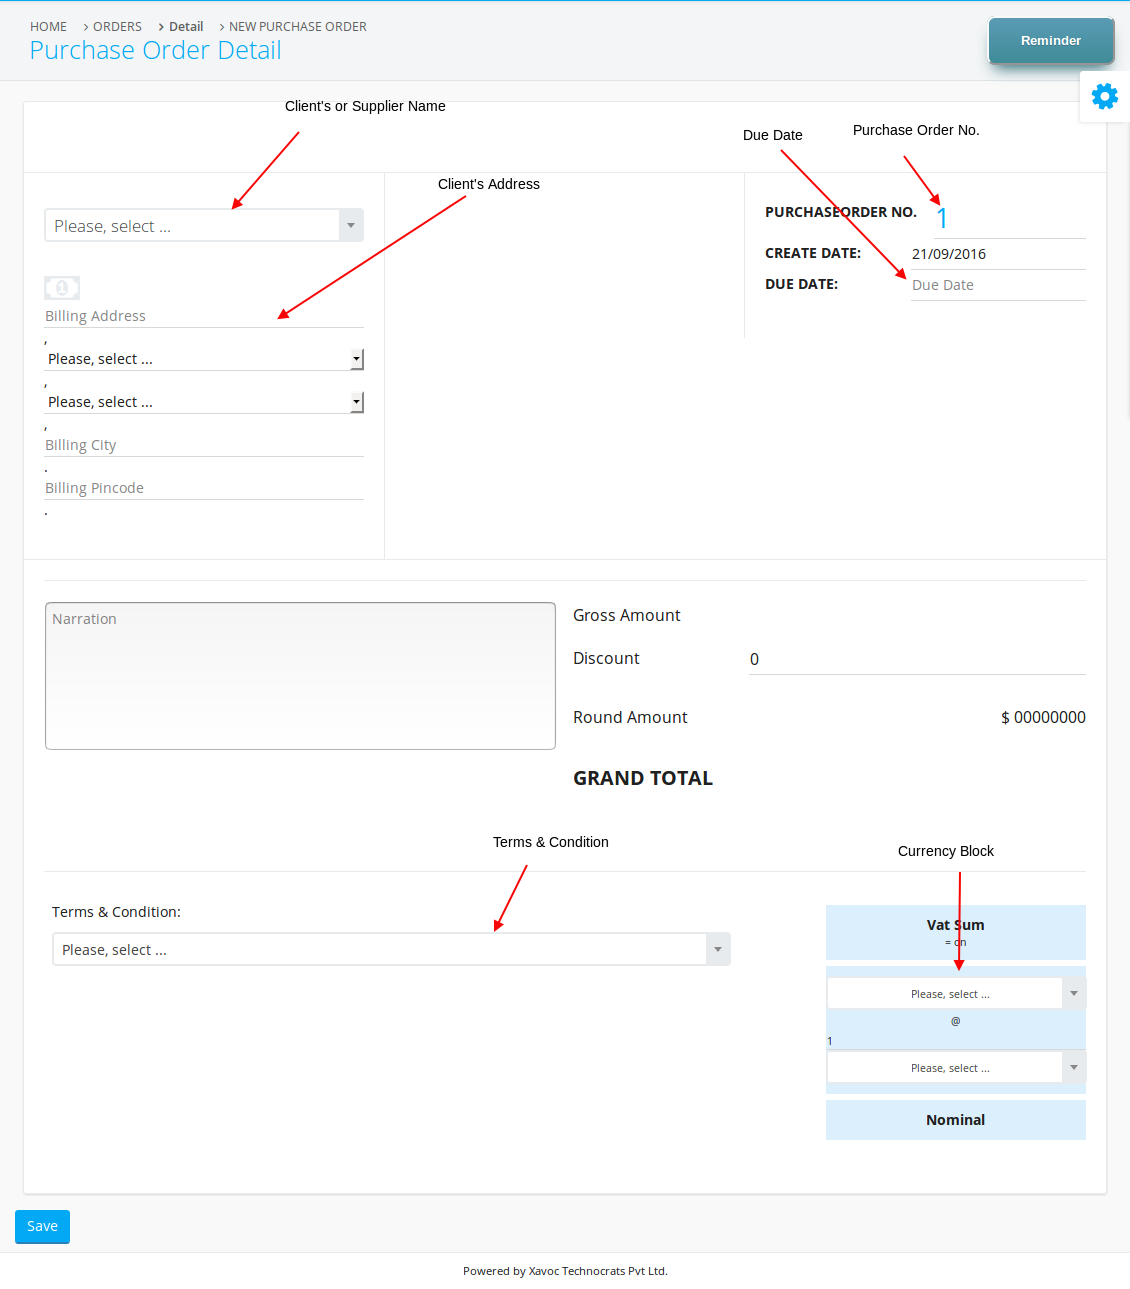 HOME > ORDERS > Detail > NEW PURCHASE ORDER
Purchase Order Detail
Reminder
Client's or Supplier Name
Due Date
Purchase Order No.
Client's Address
Please, select ...
PURCHASEORDER NO. 1
CREATE DATE: 21/09/2016
DUE DATE: Due Date
1
Billing Address
,
Please, select ...
,
Please, select ...
,
Billing City
.
Billing Pincode
.
Narration
Gross Amount
Discount 0
Round Amount $ 00000000
GRAND TOTAL
Terms & Condition
Currency Block
Terms & Condition:
Please, select ...
Vat Sum
= on
Please, select ...
@
1
Please, select ...
Nominal
Save
Powered by Xavoc Technocrats Pvt Ltd.